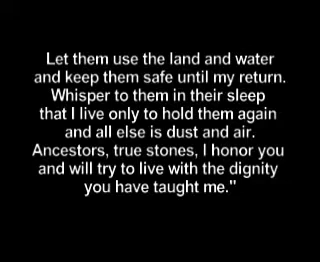 Let them use the land and water
and keep them safe until my return.
Whisper to them in their sleep
that I live only to hold them again
and all else is dust and air.
Ancestors, true stones, I honor you
and will try to live with the dignity
you have taught me."